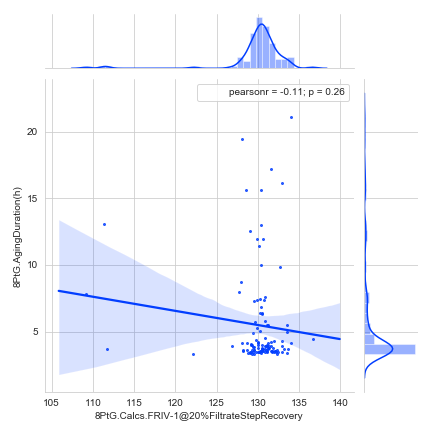 pearsonr = -0.11; p = 0.26
20
15
10
5
8PtG.AgingDuration(h)
105 110 115 120 125 130 135 140
8PtG.Calcs.FRIV-1@20%FiltrateStepRecovery